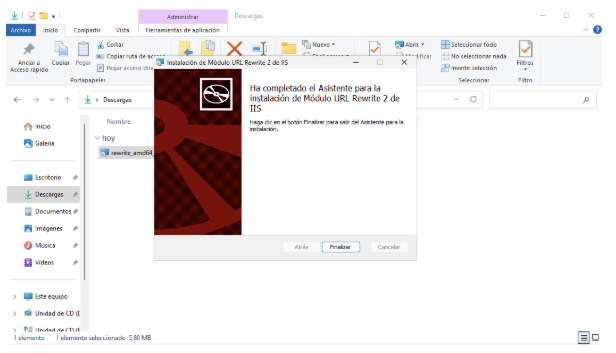 Administrar
Descargas
Archivo
Inicio
Compartir
Vista
Herramientas de aplicación
Anclar a
Acceso rápido
Copiar
Pegar
Cortar
Copiar ruta de acceso
Pegar acceso
Portapapeles
Nuevo
Abrir
Seleccionar todo
No seleccionar nada
Invertir selección
Seleccionar
Filtros
Filtro
Instalación de Módulo URL Rewrite 2 de IIS
Ha completado el Asistente para la
instalación de Módulo URL Rewrite 2 de
IIS
Haga clic en el botón Finalizar para salir del Asistente para la
instalación.
Atrás
Finalizar
Cancelar
Descargas
Nombre
hoy
rewrite_amd64_
Inicio
Galería
Escritorio
Descargas
Documentos
Imágenes
Música
Vídeos
Este equipo
Unidad de CD (I
Unidad de CD (I
1 elemento
1 elemento seleccionado 5,80 MB